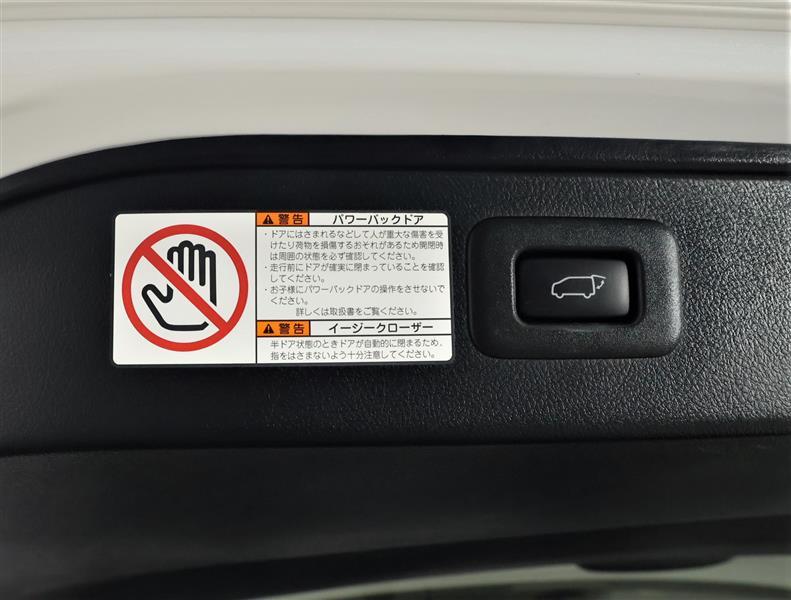 警告 パワーバックドア
・ドアにはさまれるなどして人が重大な傷害を受
けたり荷物を損傷するおそれがあるため開閉時
は周囲の状態を必ず確認してください。
・走行前にドアが確実に閉まっていることを確認
してください。
・お子様にパワーバックドアの操作をさせないで
ください。
詳しくは取扱書をご覧ください。
警告 イージークローザー
半ドア状態のときドアが自動的に閉まるため、
指をはさまないよう十分注意してください。